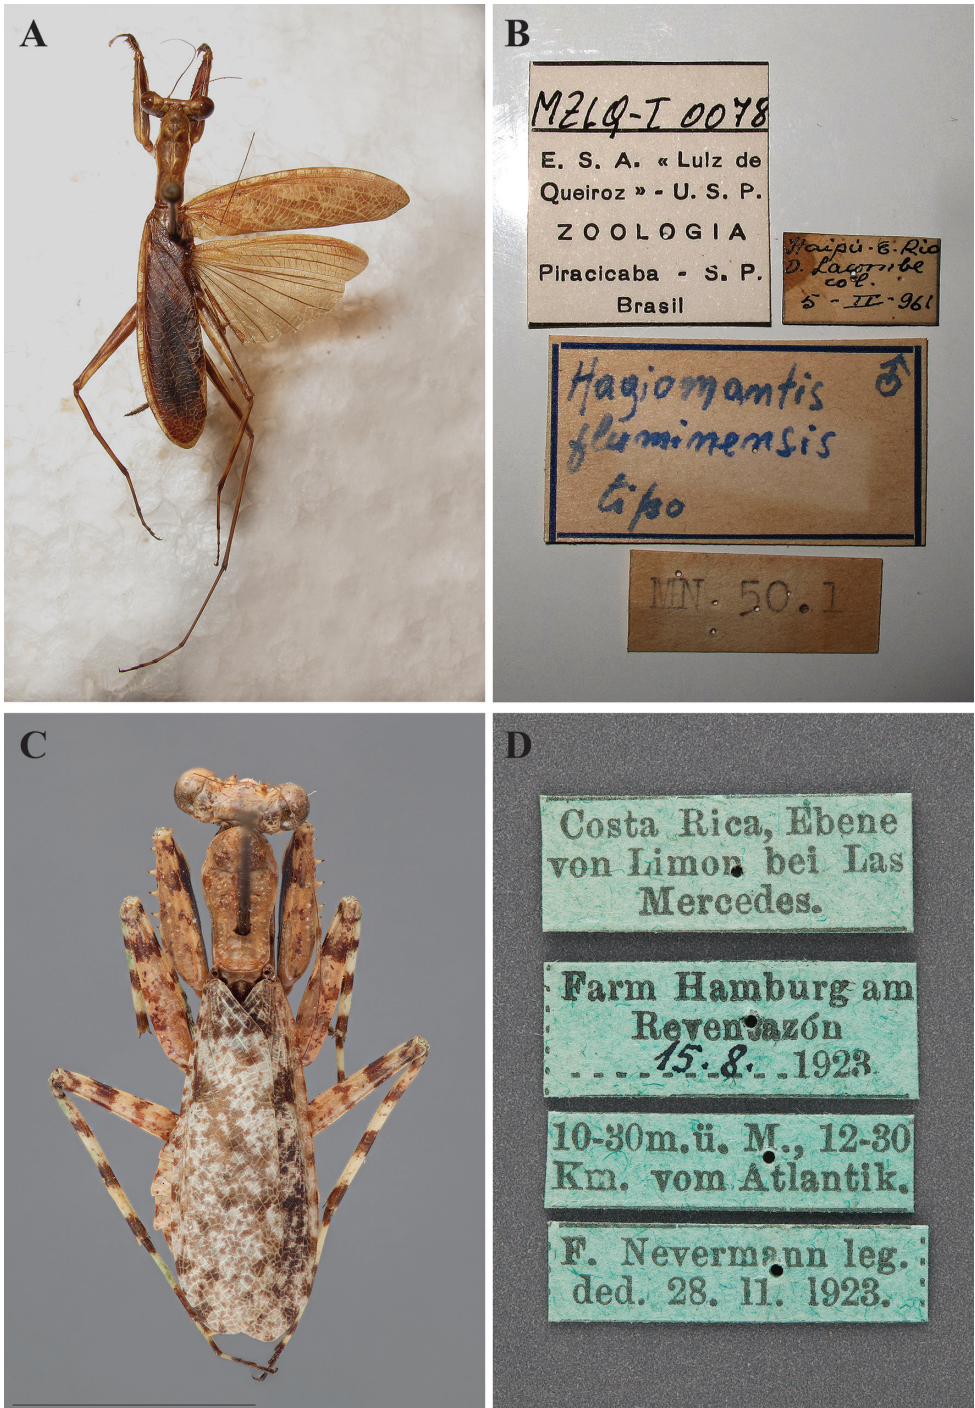 A
B
MZLQ-I 0078
E. S. A. « Luiz de
Queiroz » - U. S. P.
ZOOLOGIA
Piracicaba - S. P.
Brasil
Itaipú - E. Rio
D. Lacombe
col.
5 - II - 961
Hagiomantis ♂
fluminensis
tipo
MN. 50.1
C
D
Costa Rica, Ebene
von Limon bei Las
Mercedes.
Farm Hamburg am
Reventazón
15. 8. 1923
10-30m.ü. M., 12-30
Km. vom Atlantik.
F. Nevermann leg.
ded. 28. 11. 1923.